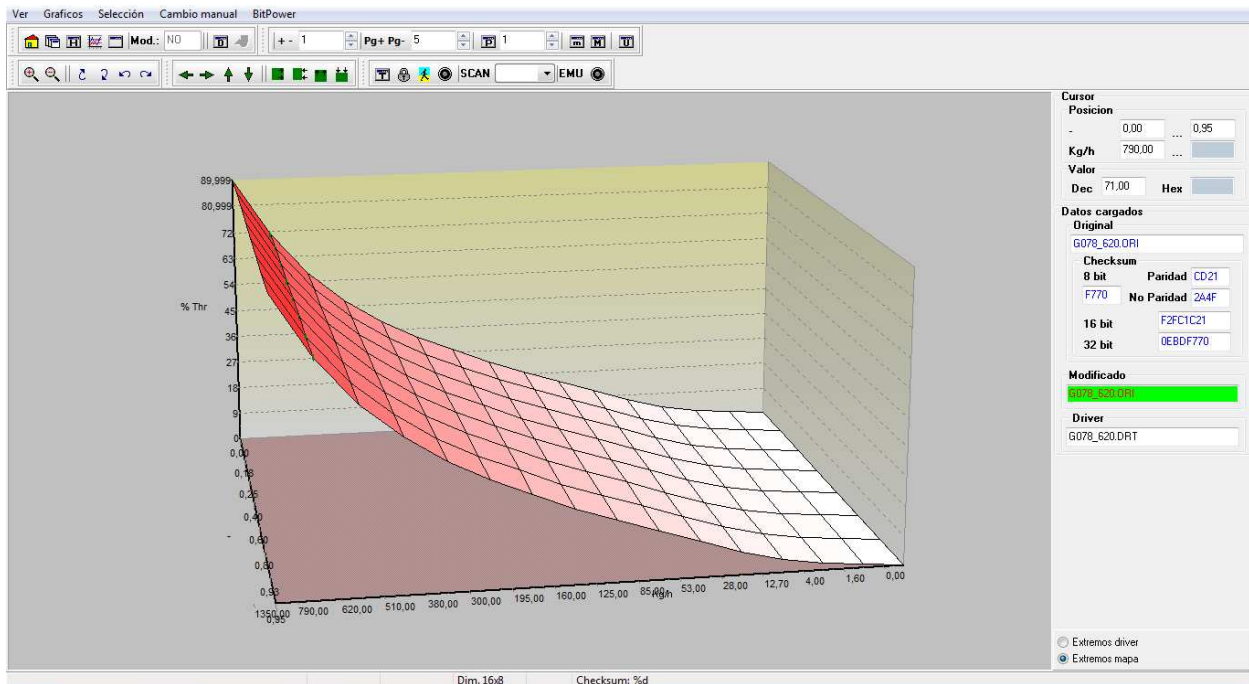 Ver Graficos Selección Cambio manual BitPower
Mod.: NO D + - 1 Pg+ Pg- 5 P 1 m M U
SCAN EMU
Cursor
Posicion
- 0,00 ... 0,95
Kg/h 790,00 ...
Valor
Dec 71,00 Hex
Datos cargados
Original
G078_620.ORI
Checksum
8 bit Paridad CD21
F770 No Paridad 2A4F
16 bit F2FC1C21
32 bit 0EBDF770
Modificado
G078_620.ORI
Driver
G078_620.DRT
Extremos driver
Extremos mapa
89,999
80,999
72
63
54
% Thr
45
36
27
18
9
0
0,00
0,18
0,25
0,40
-
0,60
0,80
0,93
0,95
1350,00 790,00 620,00 510,00 380,00 300,00 195,00 160,00 125,00 85,00 53,00 28,00 12,70 4,00 1,60 0,00
Kg/h
Dim. 16x8 Checksum: %d